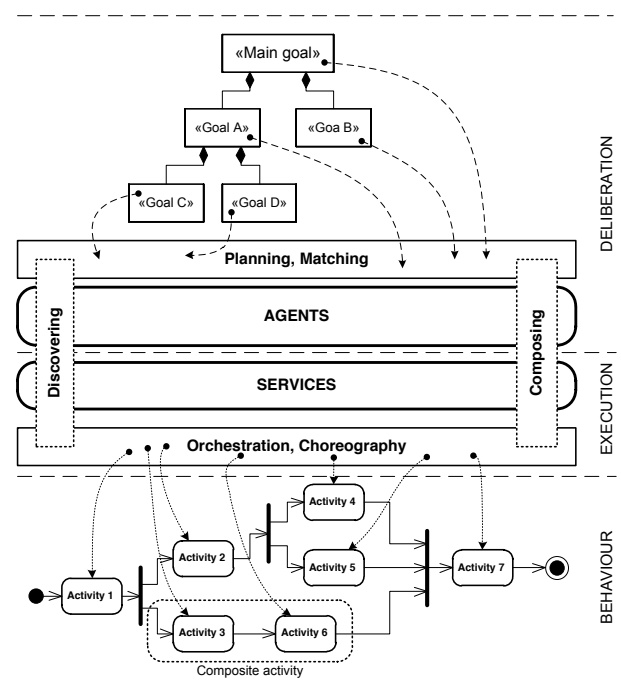 «Main goal»
«Goal A»
«Goa B»
«Goal C»
«Goal D»
DELIBERATION
Planning, Matching
Discovering
AGENTS
Composing
SERVICES
EXECUTION
Orchestration, Choreography
Activity 4
Activity 2
Activity 5
Activity 7
Activity 1
BEHAVIOUR
Activity 3
Activity 6
Composite activity